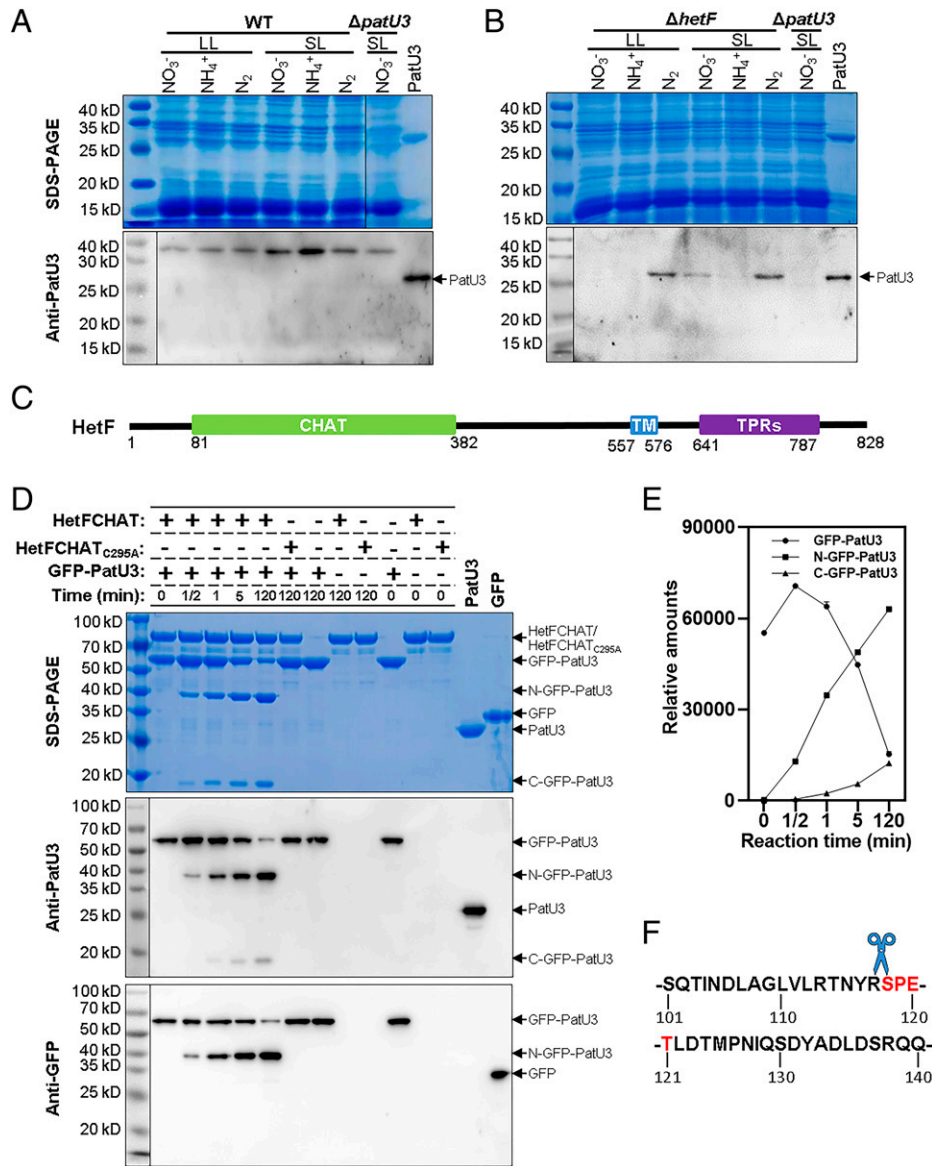 A
WT ΔpatU3
LL SL SL
NO₃⁻ NH₄⁺ N₂ NO₃⁻ NH₄⁺ N₂ NO₃⁻ PatU3
SDS-PAGE
40 kD
35 kD
25 kD
20 kD
15 kD
Anti-PatU3
40 kD
30 kD
25 kD
20 kD
15 kD
PatU3
B
ΔhetF ΔpatU3
LL SL SL
NO₃⁻ NH₄⁺ N₂ NO₃⁻ NH₄⁺ N₂ NO₃⁻ PatU3
40 kD
35 kD
25 kD
20 kD
15 kD
40 kD
35 kD
30 kD
25 kD
20 kD
15 kD
PatU3
C
HetF CHAT TM TPRs
1 81 382 557 576 641 787 828
D
HetFCHAT: + + + + + - - + - - + -
HetFCHAT_C295A: - - - - - + - - + - - +
GFP-PatU3: + + + + + + + - - + - -
Time (min) 0 1/2 1 5 120 120 120 120 120 0 0 0 PatU3 GFP
SDS-PAGE
100 kD
70 kD
50 kD
40 kD
35 kD
25 kD
20 kD
HetFCHAT/
HetFCHAT_C295A
GFP-PatU3
N-GFP-PatU3
GFP
PatU3
C-GFP-PatU3
Anti-PatU3
100 kD
70 kD
50 kD
40 kD
35 kD
25 kD
20 kD
GFP-PatU3
N-GFP-PatU3
PatU3
C-GFP-PatU3
Anti-GFP
100 kD
70 kD
50 kD
40 kD
35 kD
25 kD
20 kD
GFP-PatU3
N-GFP-PatU3
GFP
E
90000
60000
30000
0
Relative amounts
GFP-PatU3
N-GFP-PatU3
C-GFP-PatU3
0 1/2 1 5 120
Reaction time (min)
F
-SQTINDLAGLVLRTNYRSPE-
101 110 120
-TLDTMPNIQSDYADLDSRQQ-
121 130 140